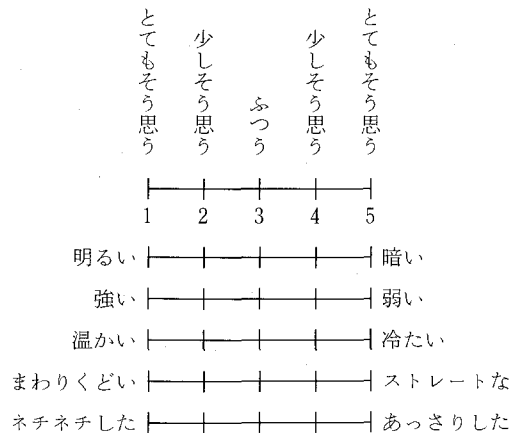 とてもそう思う
少しそう思う
ふつう
少しそう思う
とてもそう思う
1 2 3 4 5
明るい 暗い
強い 弱い
温かい 冷たい
まわりくどい ストレートな
ネチネチした あっさりした